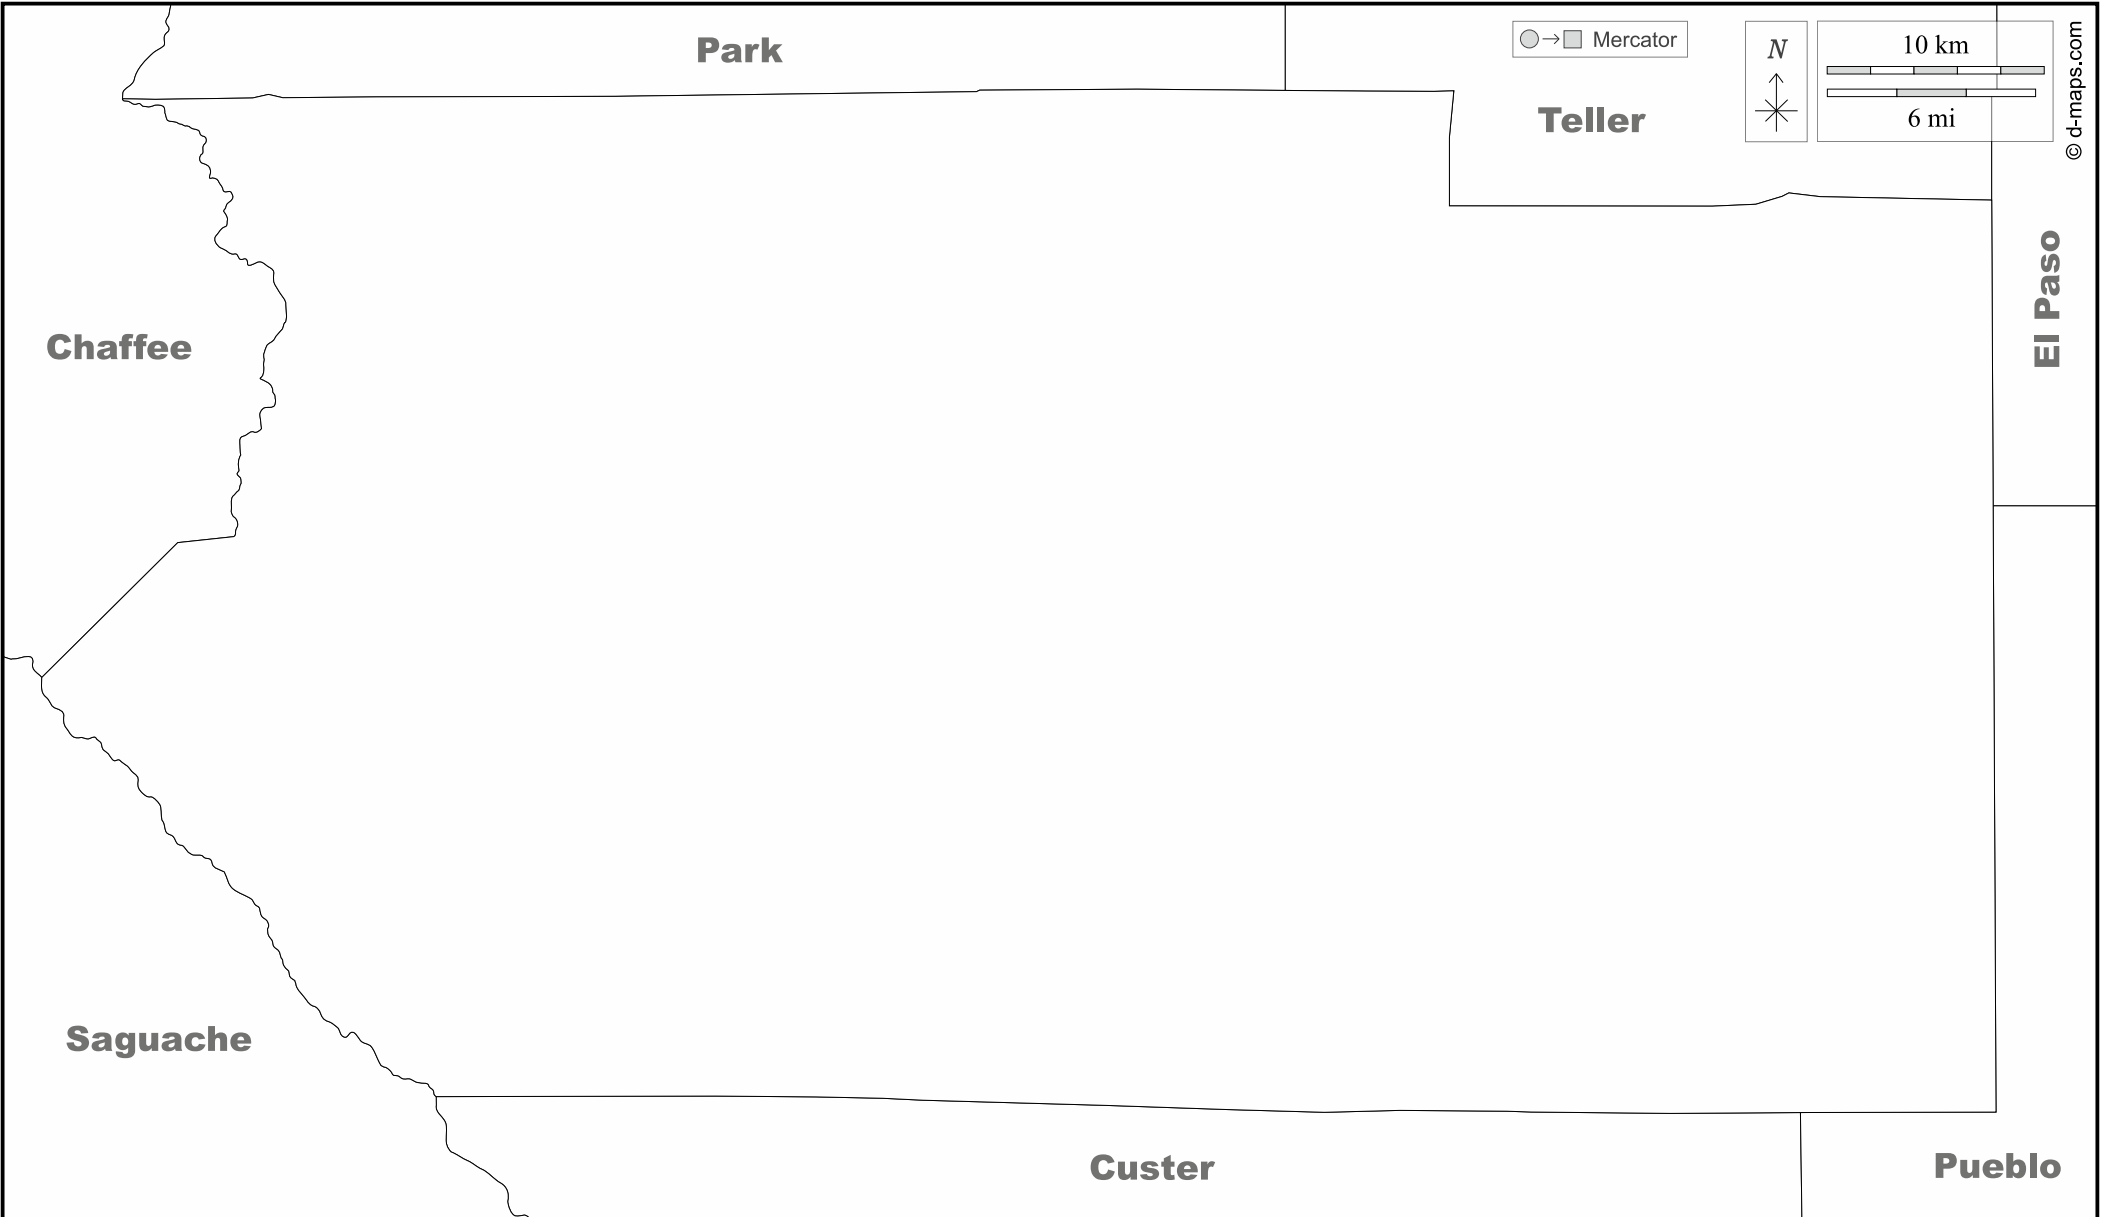 Park
Mercator
N
10 km
6 mi
© d-maps.com
Teller
El Paso
Chaffee
Saguache
Custer
Pueblo